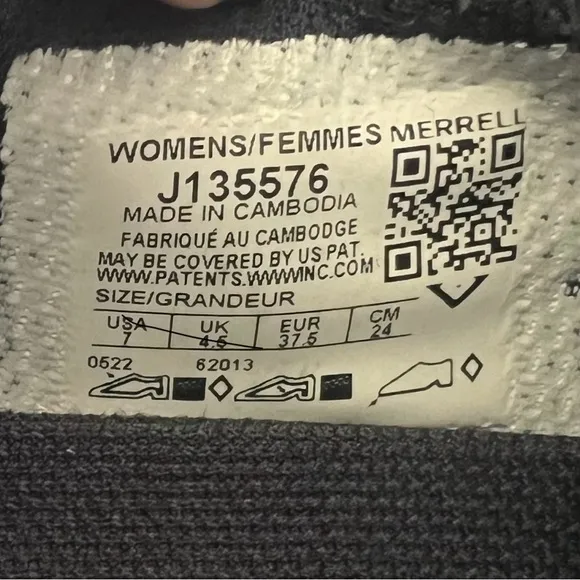 WOMENS/FEMMES MERRELL
J135576
MADE IN CAMBODIA
FABRIQUÉ AU CAMBODGE
MAY BE COVERED BY US PAT.
WWW.PATENTS.WWWINC.COM
SIZE/GRANDEUR
USA UK EUR CM
7 4.5 37.5 24
0522 62013